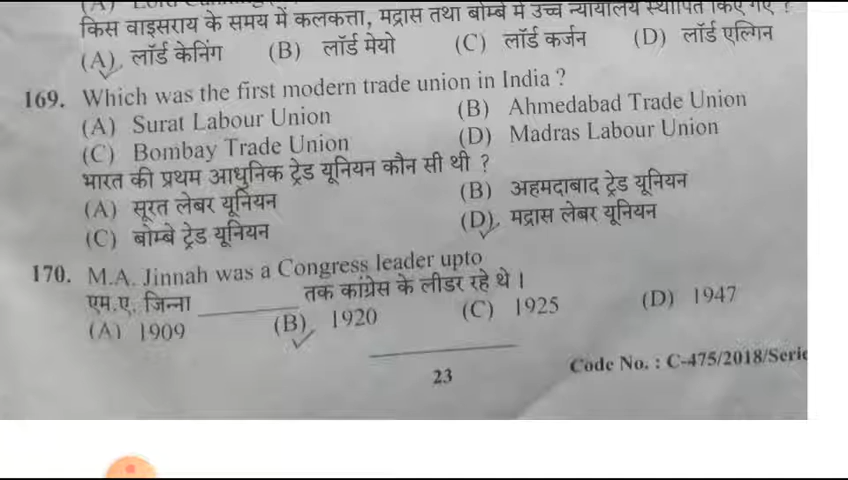 किस वाइसराय के समय में कलकत्ता, मद्रास तथा बोम्बे में उच्च न्यायालय स्थापित किए गए ?
(A) लॉर्ड केनिंग (B) लॉर्ड मेयो (C) लॉर्ड कर्जन (D) लॉर्ड एल्गिन
169. Which was the first modern trade union in India ?
(A) Surat Labour Union (B) Ahmedabad Trade Union
(C) Bombay Trade Union (D) Madras Labour Union
भारत की प्रथम आधुनिक ट्रेड यूनियन कौन सी थी ?
(A) सूरत लेबर यूनियन (B) अहमदाबाद ट्रेड यूनियन
(C) बोम्बे ट्रेड यूनियन (D) मद्रास लेबर यूनियन
170. M.A. Jinnah was a Congress leader upto
एम.ए. जिन्ना ________ तक कांग्रेस के लीडर रहे थे ।
(A) 1909 (B) 1920 (C) 1925 (D) 1947
23
Code No. : C-475/2018/Serie